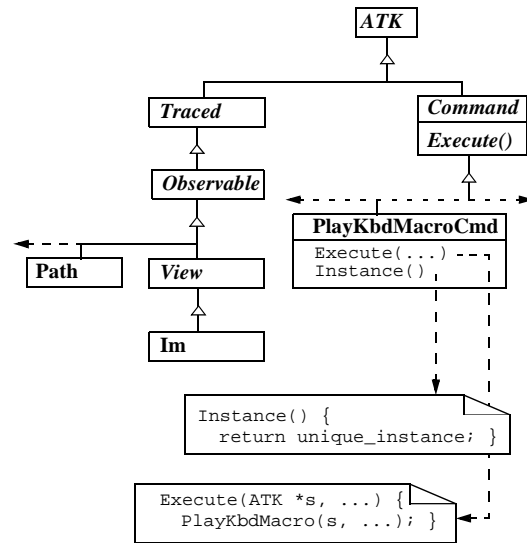 ATK
Traced
Command
Execute()
Observable
PlayKbdMacroCmd
Execute(...)
Instance()
Path
View
Im
Instance() {
return unique_instance; }
Execute(ATK *s, ...) {
PlayKbdMacro(s, ...); }